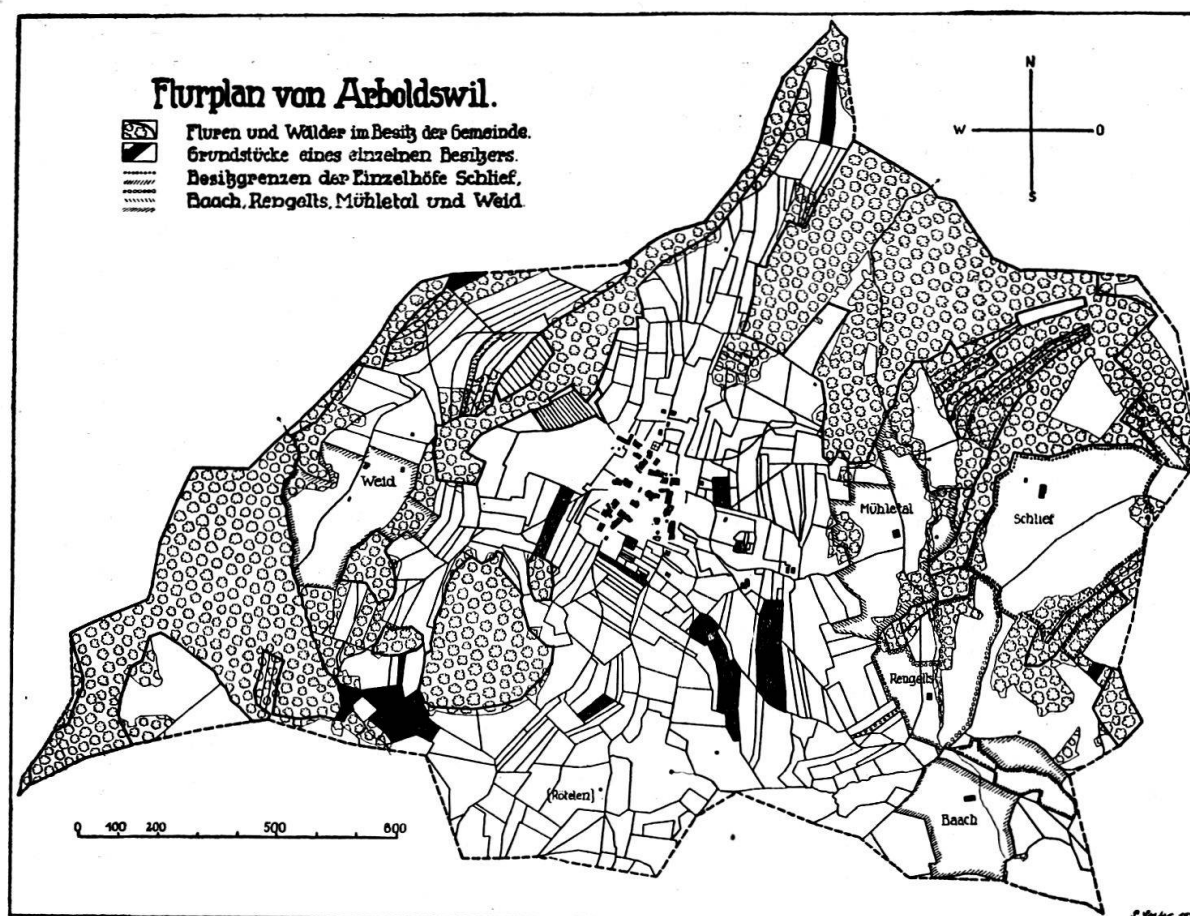 Flurplan von Arboldswil.
Fluren und Wälder im Besitz der Gemeinde.
Grundstücke eines einzelnen Besitzers.
Besitzgrenzen der Einzelhöfe Schlief,
Baach, Rengelts, Mühletal und Weid.
N
W O
S
Weid
Mühletal
Schlief
Rengelts
(Rötelen)
Baach
0 100 200 500 800